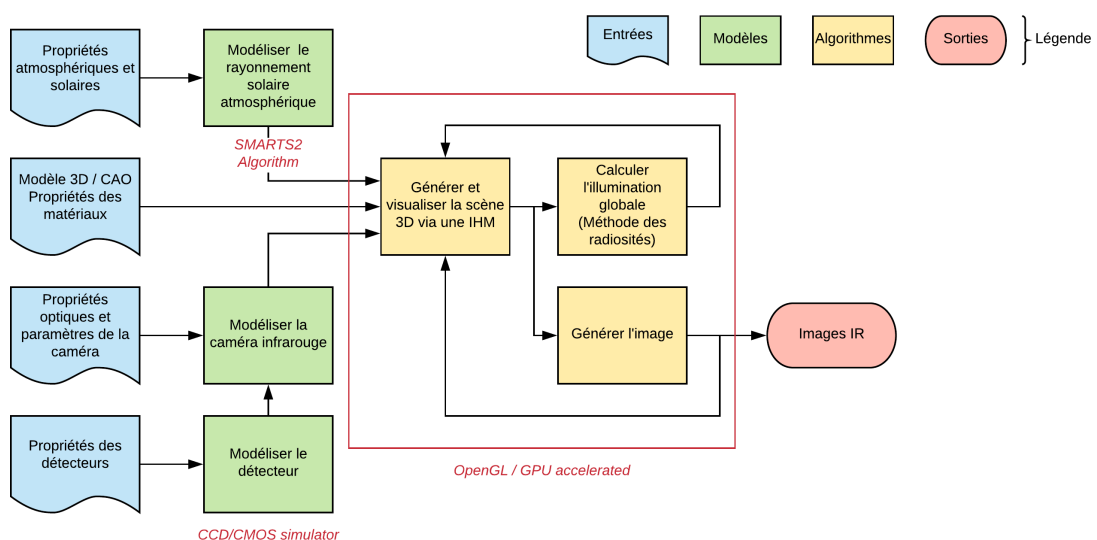 Entrées
Modèles
Algorithmes
Sorties
Légende
Propriétés
atmosphériques et
solaires
Modéliser le
rayonnement
solaire
atmosphérique
SMARTS2
Algorithm
Modèle 3D / CAO
Propriétés des
matériaux
Générer et
visualiser la scène
3D via une IHM
Calculer
l'illumination
globale
(Méthode des
radiosités)
Propriétés
optiques et
paramètres de la
caméra
Modéliser la
caméra infrarouge
Générer l'image
Images IR
Propriétés des
détecteurs
Modéliser le
détecteur
OpenGL / GPU accelerated
CCD/CMOS simulator